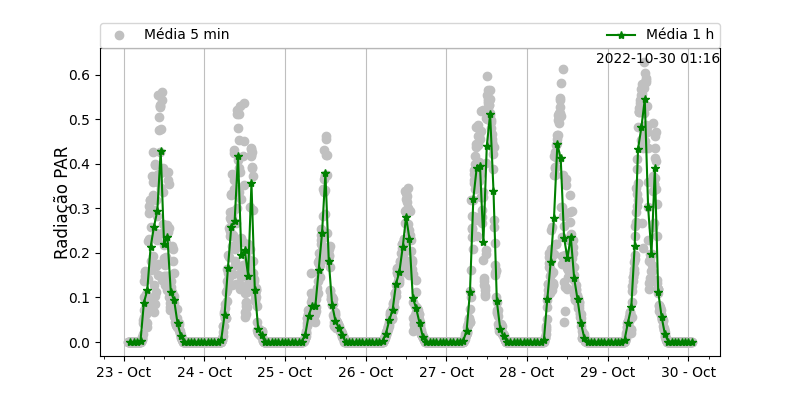 Média 5 min
Média 1 h
2022-10-30 01:16
Radiação PAR
0.6
0.5
0.4
0.3
0.2
0.1
0.0
23 - Oct
24 - Oct
25 - Oct
26 - Oct
27 - Oct
28 - Oct
29 - Oct
30 - Oct